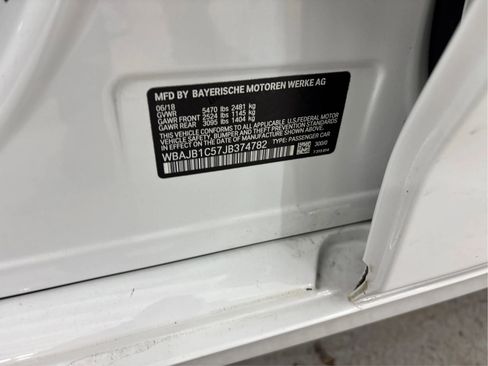 MFD BY BAYERISCHE MOTOREN WERKE AG
06/18
GVWR 5470 lbs 2481 kg
GAWR FRONT 2524 lbs 1145 kg
GAWR REAR 3095 lbs 1404 kg
THIS VEHICLE CONFORMS TO ALL APPLICABLE U.S. FEDERAL MOTOR
VEHICLE SAFETY, BUMPER, AND THEFT PREVENTION STANDARDS
IN EFFECT ON THE DATE OF MANUFACTURE SHOWN ABOVE.
WBAJB1C57JB374782 TYPE: PASSENGER CAR
300/0